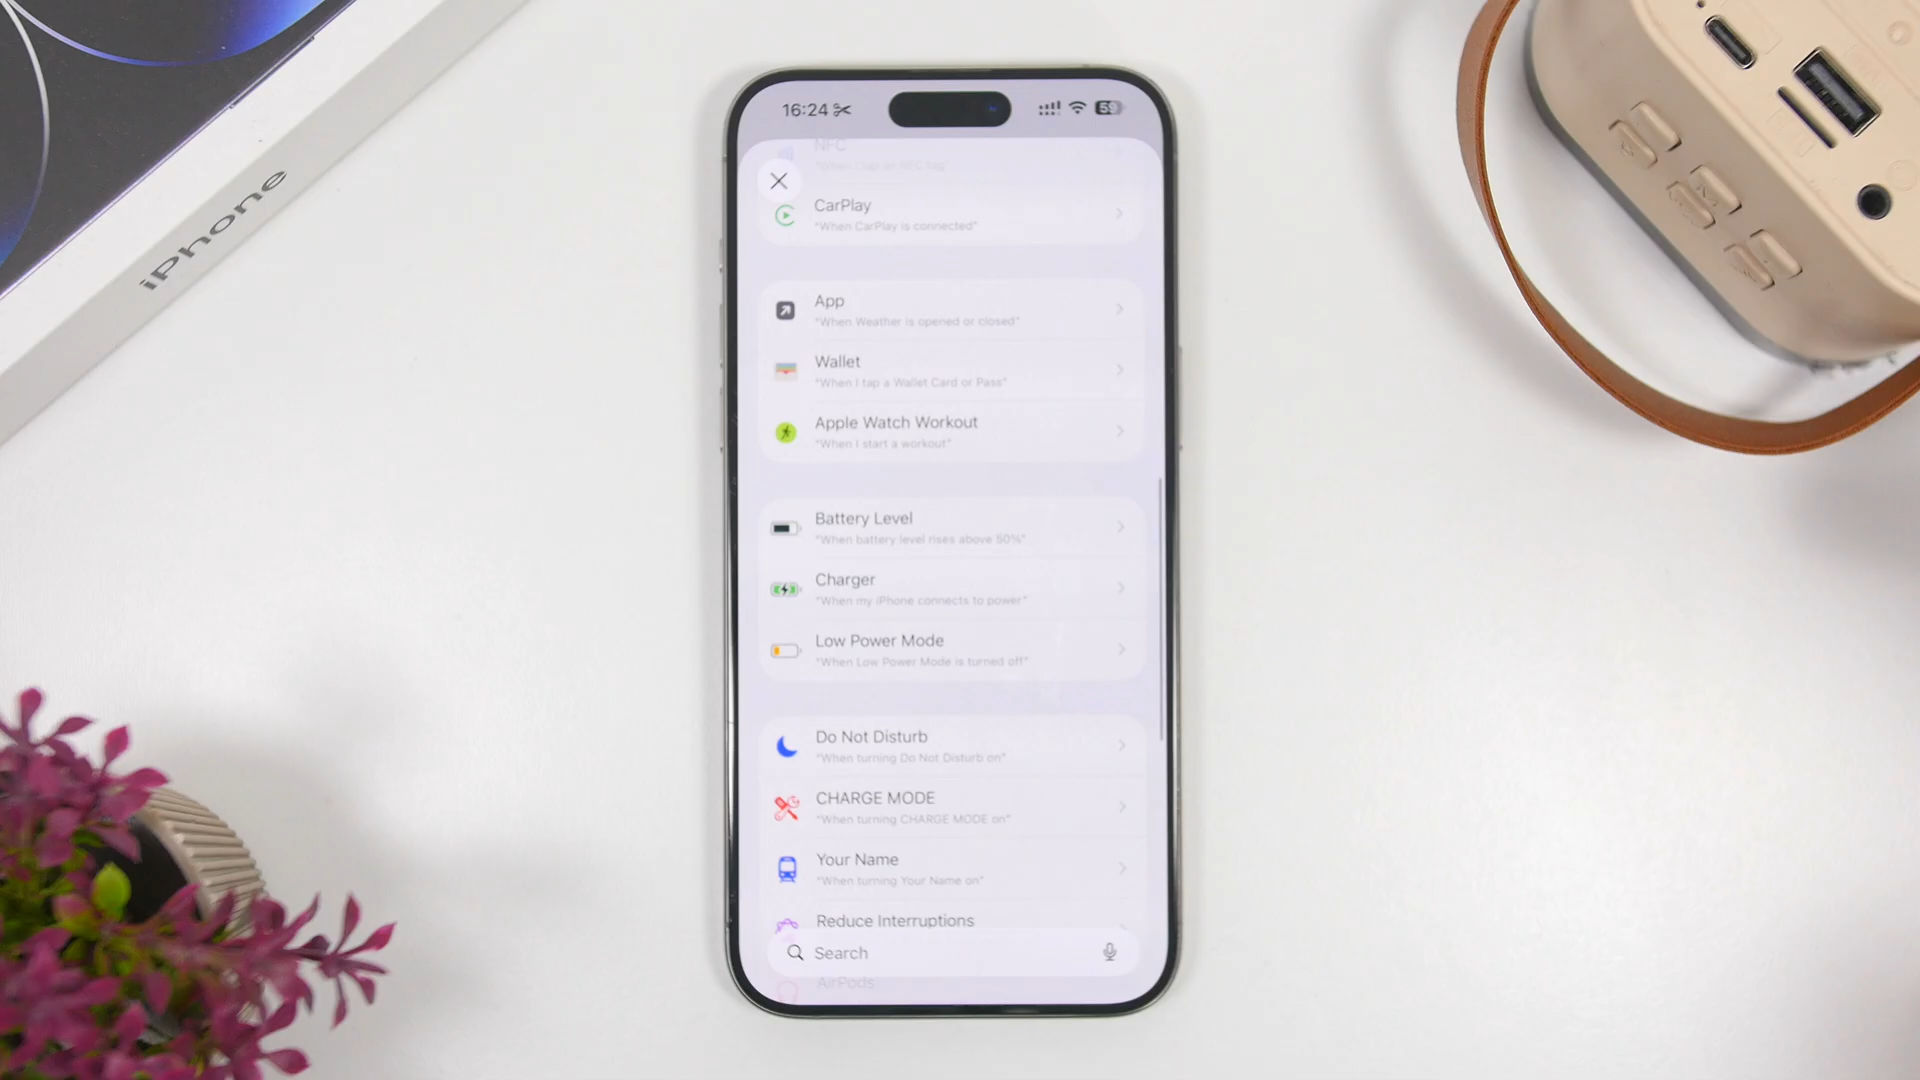 iPhone
16:24
59
NFC
"When I tap an NFC tag"
CarPlay
"When CarPlay is connected"
App
"When Weather is opened or closed"
Wallet
"When I tap a Wallet Card or Pass"
Apple Watch Workout
"When I start a workout"
Battery Level
"When battery level rises above 50%"
Charger
"When my iPhone connects to power"
Low Power Mode
"When Low Power Mode is turned off"
Do Not Disturb
"When turning Do Not Disturb on"
CHARGE MODE
"When turning CHARGE MODE on"
Your Name
"When turning Your Name on"
Reduce Interruptions
Search
AirPods